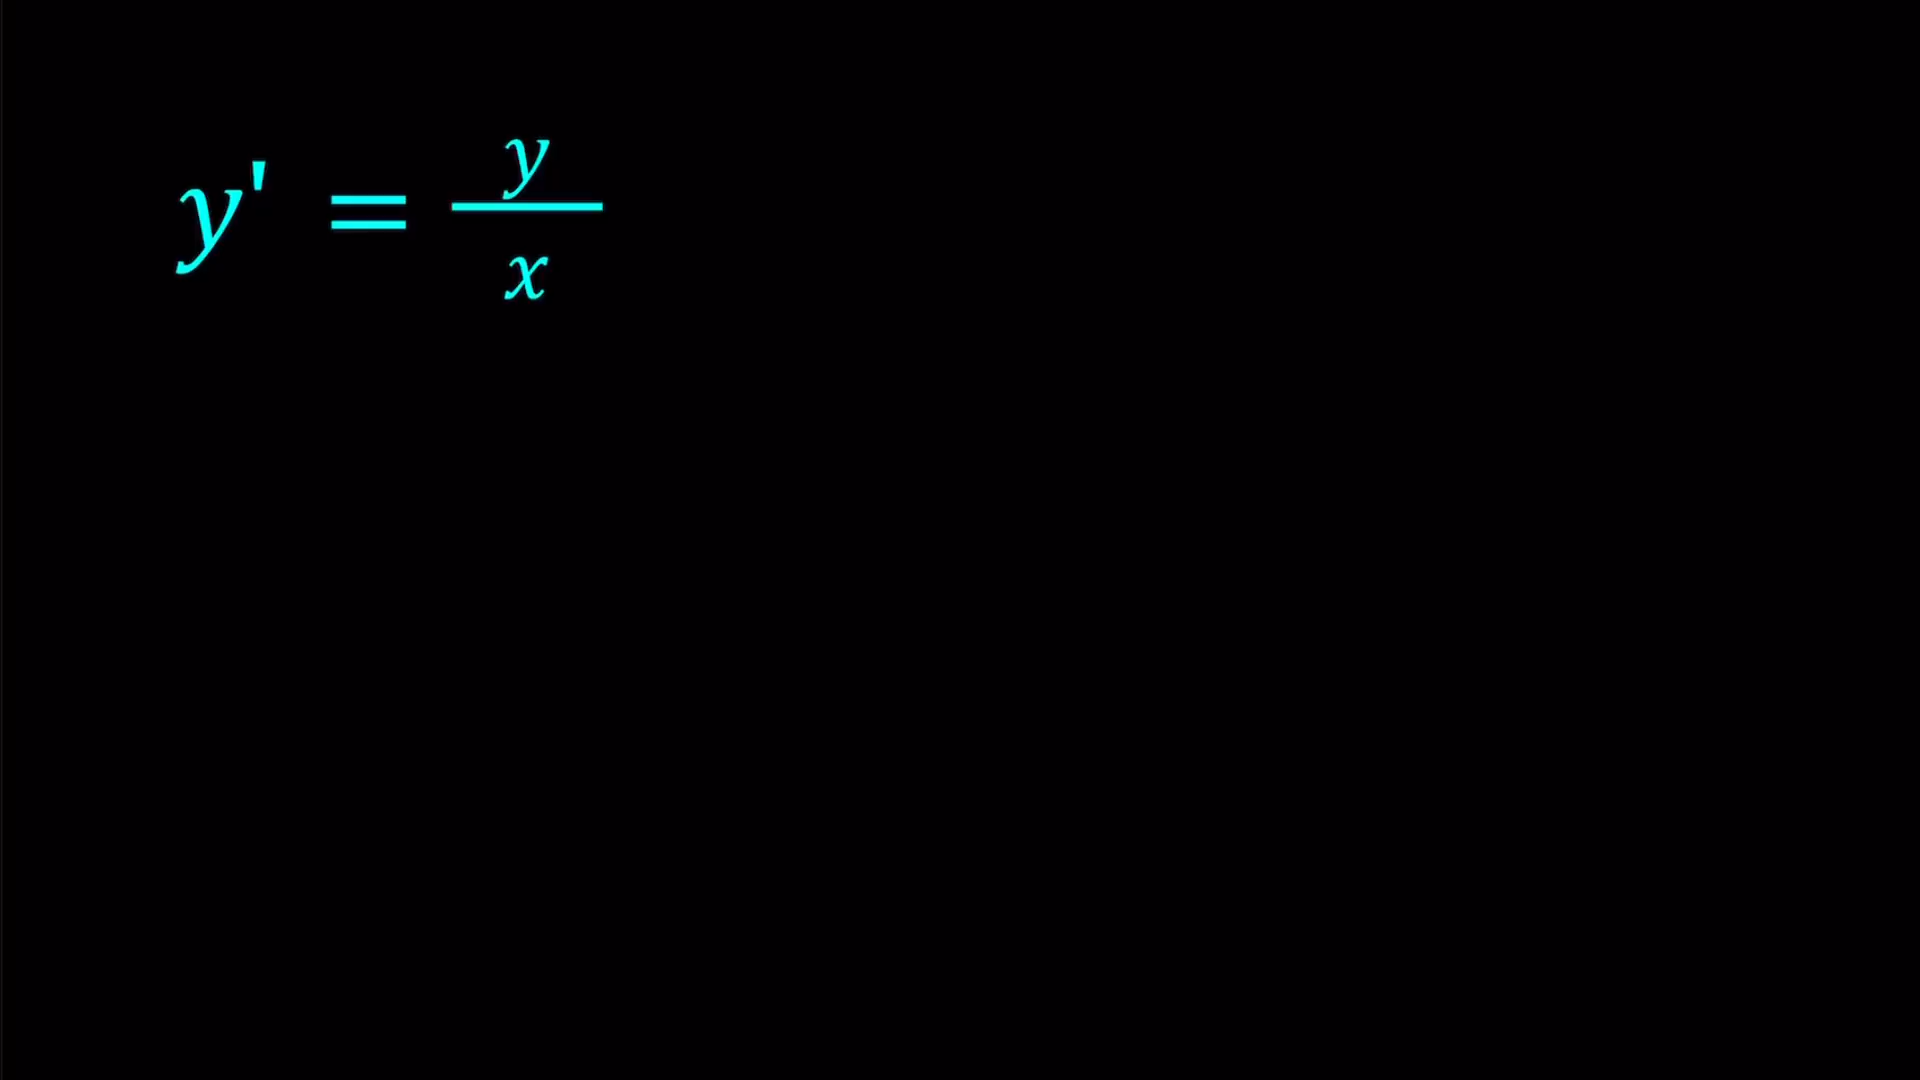 y' = y/x